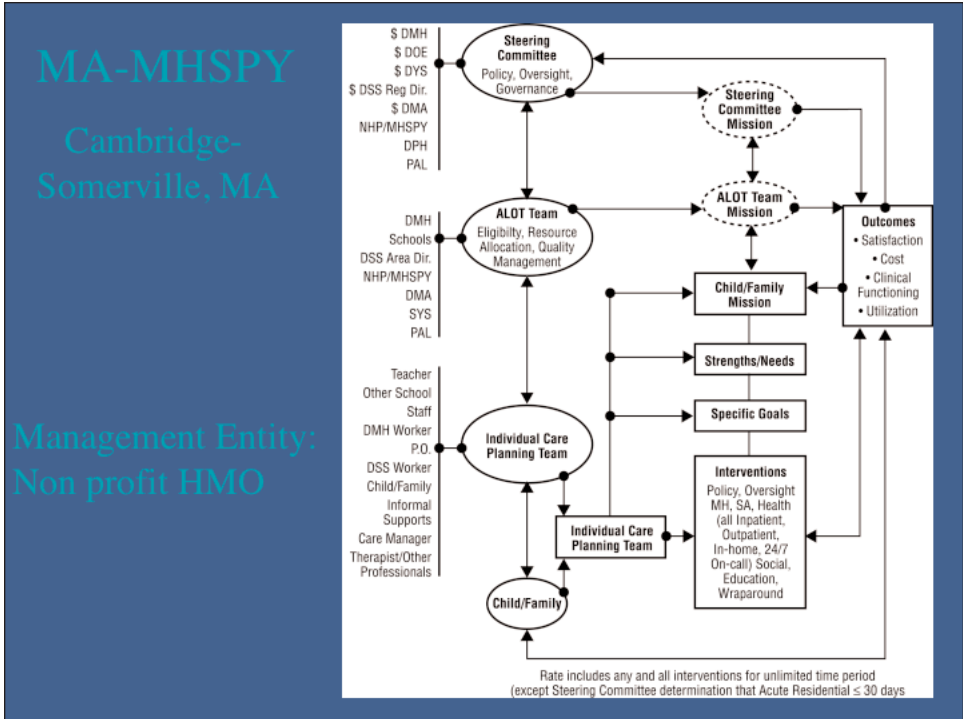 MA-MHSPY
Cambridge-
Somerville, MA
Management Entity:
Non profit HMO
$ DMH
$ DOE
$ DYS
$ DSS Reg Dir.
$ DMA
NHP/MHSPY
DPH
PAL
Steering
Committee
Policy, Oversight,
Governance
Steering
Committee
Mission
DMH
Schools
DSS Area Dir.
NHP/MHSPY
DMA
SYS
PAL
ALOT Team
Eligibilty, Resource
Allocation, Quality
Management
ALOT Team
Mission
Outcomes
• Satisfaction
• Cost
• Clinical
Functioning
• Utilization
Child/Family
Mission
Strengths/Needs
Specific Goals
Teacher
Other School
Staff
DMH Worker
P.O.
DSS Worker
Child/Family
Informal
Supports
Care Manager
Therapist/Other
Professionals
Individual Care
Planning Team
Individual Care
Planning Team
Interventions
Policy, Oversight
MH, SA, Health
(all Inpatient,
Outpatient,
In-home, 24/7
On-call) Social,
Education,
Wraparound
Child/Family
Rate includes any and all interventions for unlimited time period
(except Steering Committee determination that Acute Residential ≤ 30 days